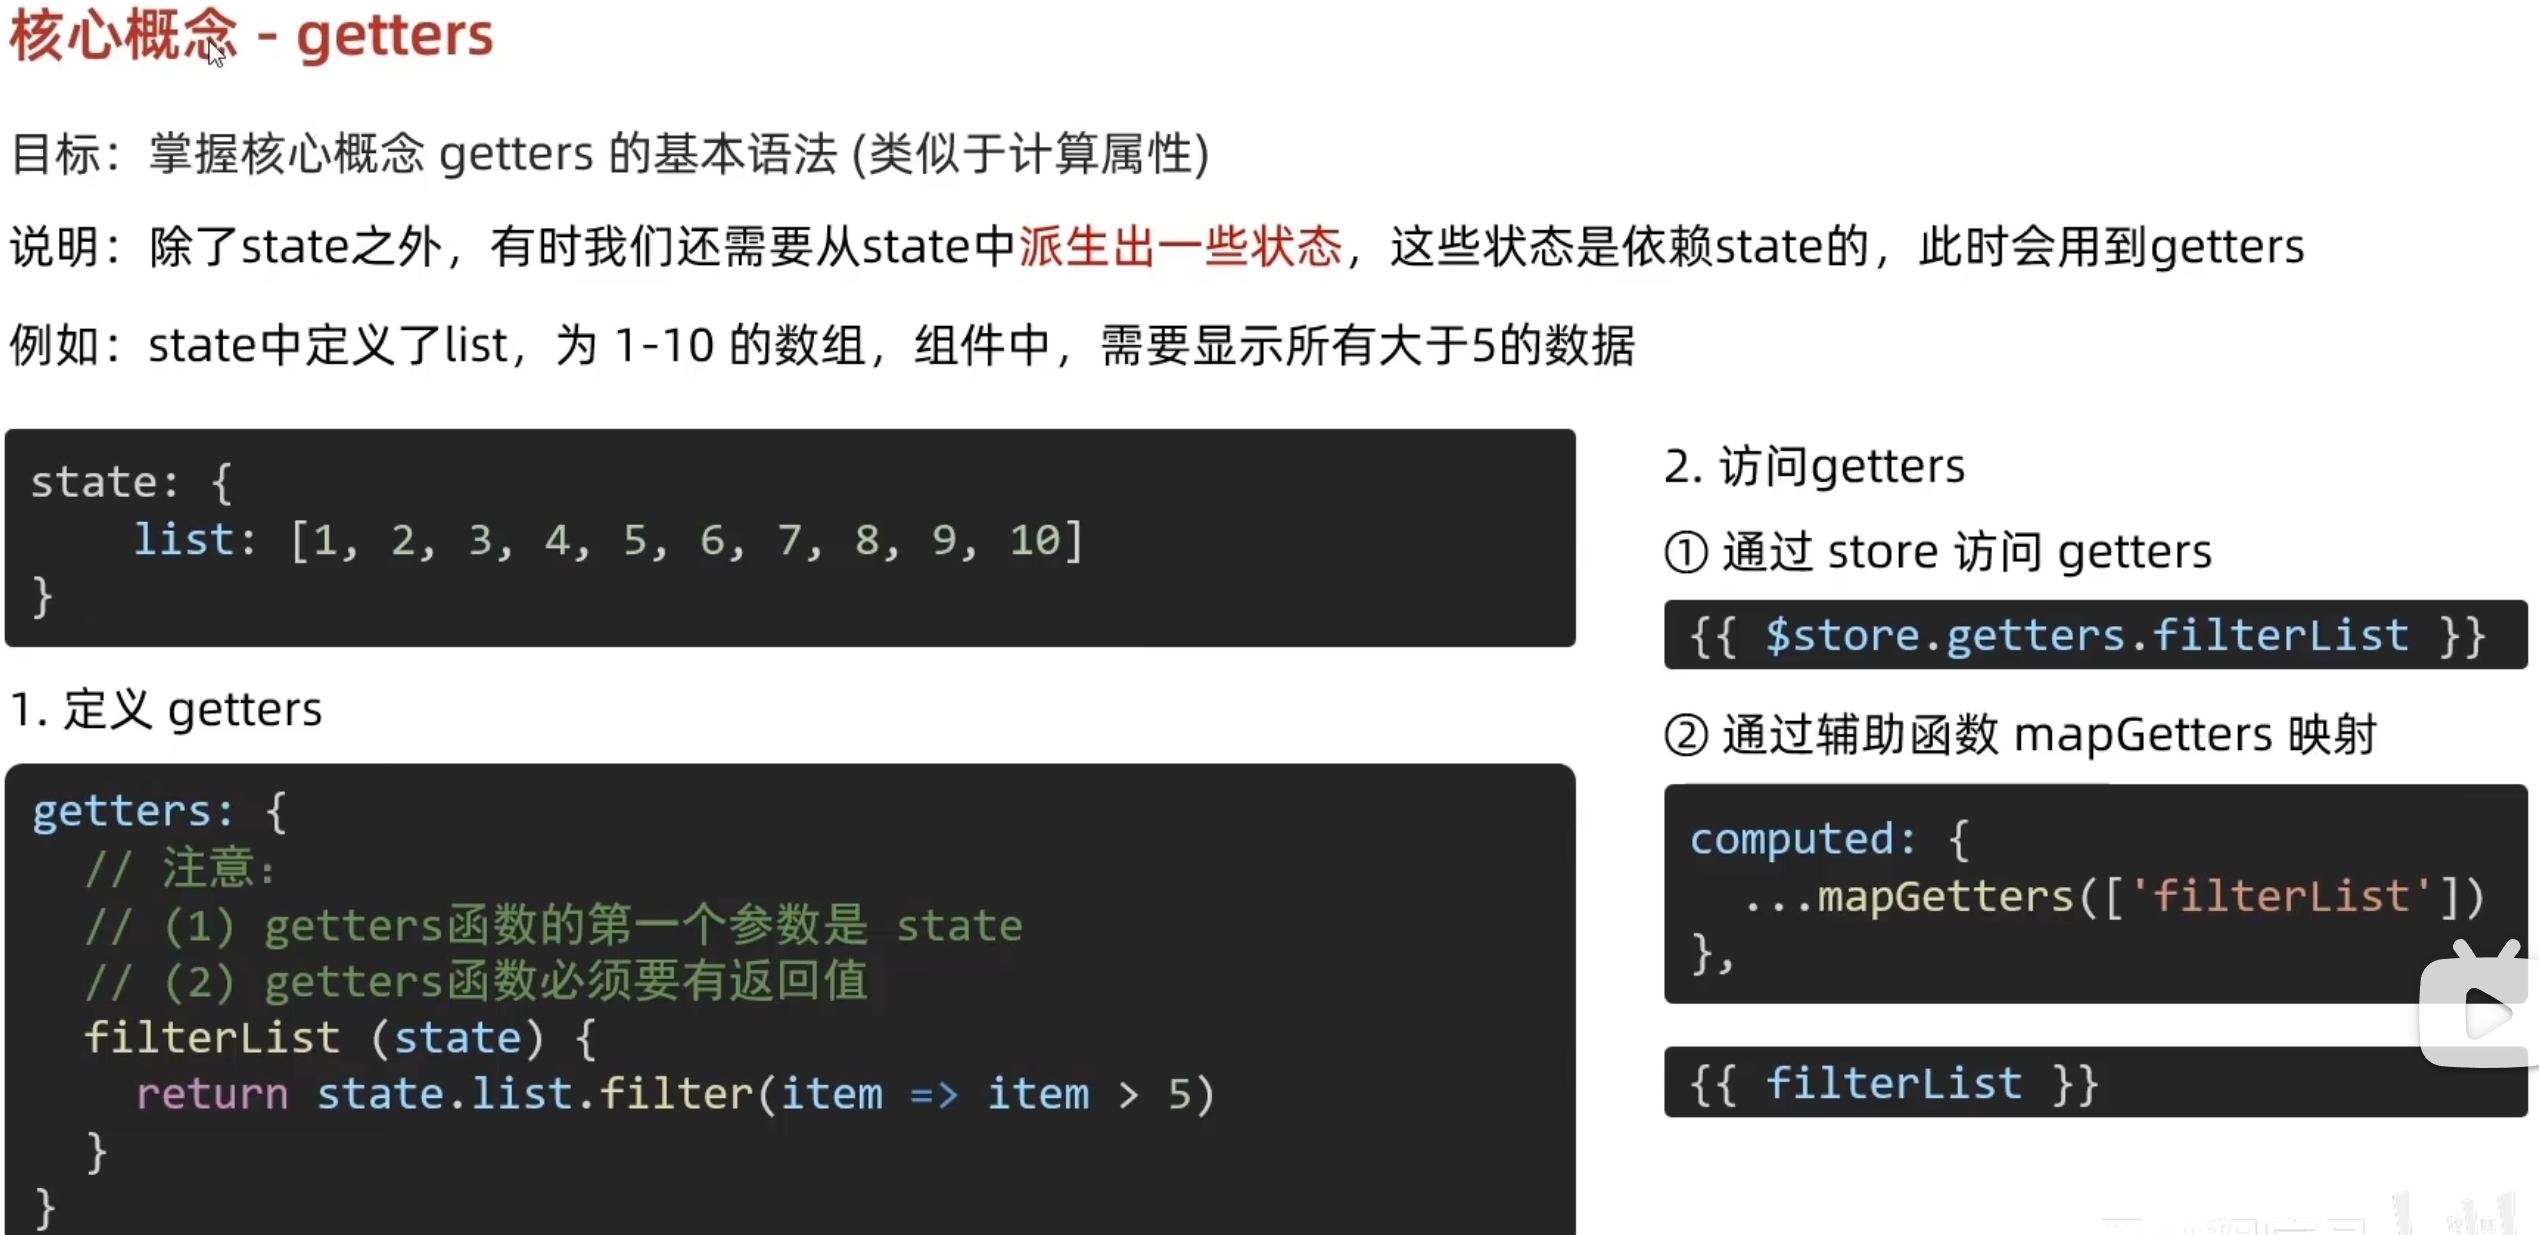 核心概念 - getters
目标：掌握核心概念 getters 的基本语法 (类似于计算属性)
说明：除了state之外，有时我们还需要从state中派生出一些状态，这些状态是依赖state的，此时会用到getters
例如：state中定义了list，为 1-10 的数组，组件中，需要显示所有大于5的数据
state: {
    list: [1, 2, 3, 4, 5, 6, 7, 8, 9, 10]
}
1. 定义 getters
getters: {
  // 注意：
  // (1) getters函数的第一个参数是 state
  // (2) getters函数必须要有返回值
  filterList (state) {
    return state.list.filter(item => item > 5)
  }
}
2. 访问getters
① 通过 store 访问 getters
{{ $store.getters.filterList }}
② 通过辅助函数 mapGetters 映射
computed: {
  ...mapGetters(['filterList'])
},
{{ filterList }}